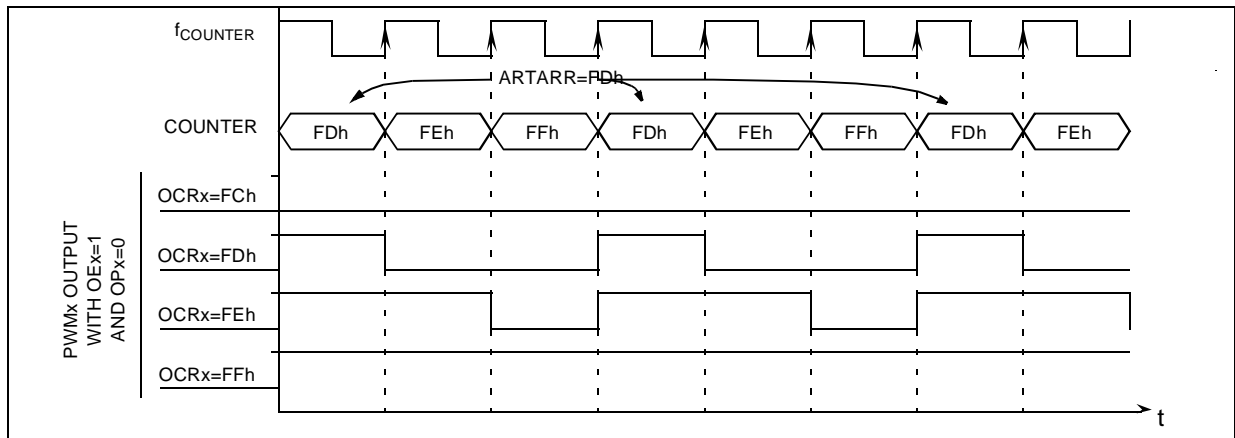 fCOUNTER
ARTARR=FDh
COUNTER
FDh FEh FFh FDh FEh FFh FDh FEh
PWMx OUTPUT
WITH OEx=1
AND OPx=0
OCRx=FCh
OCRx=FDh
OCRx=FEh
OCRx=FFh
t